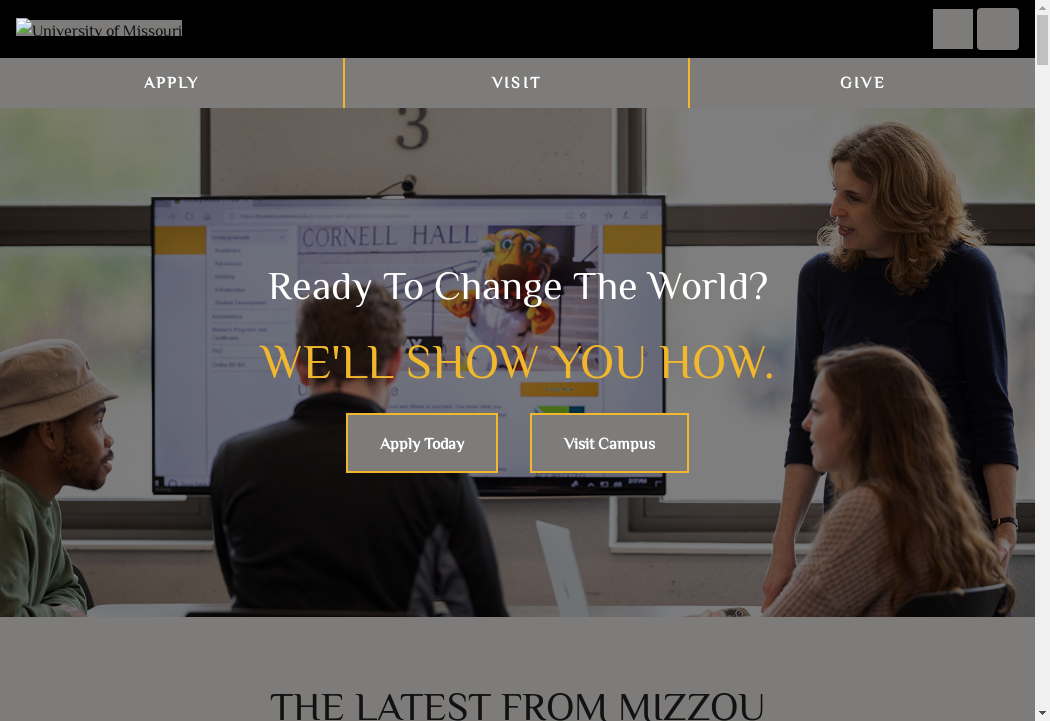 University of Missouri
APPLY
VISIT
GIVE
3
CORNELL HALL
Ready To Change The World?
WE'LL SHOW YOU HOW.
Apply Today
Visit Campus
THE LATEST FROM MIZZOU